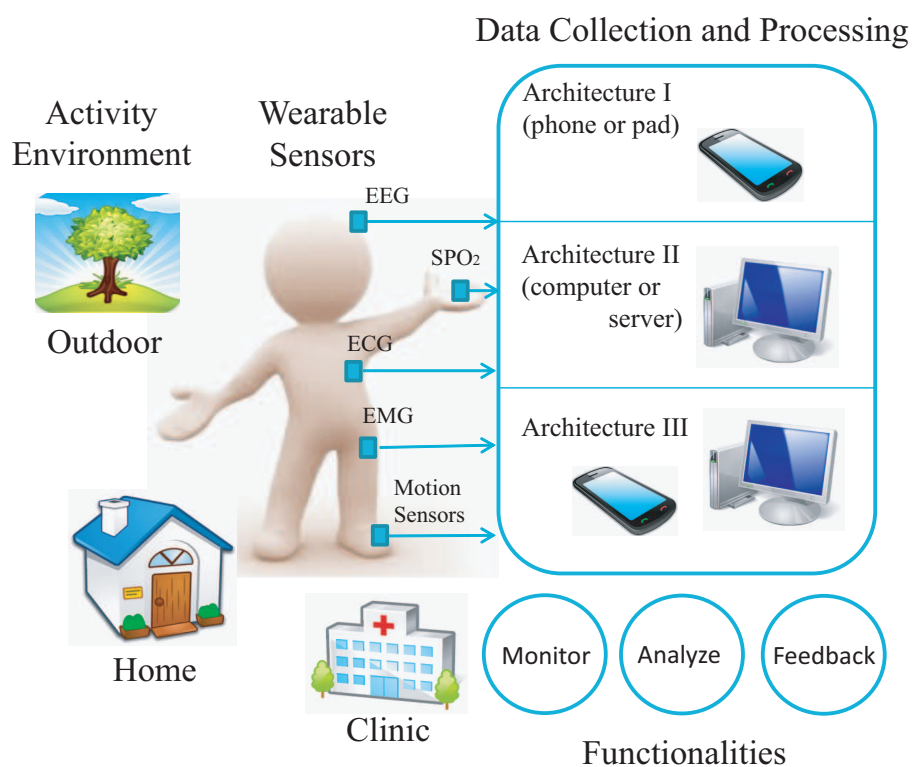 Data Collection and Processing
Activity
Environment
Wearable
Sensors
Architecture I
(phone or pad)
EEG
SPO₂
Architecture II
(computer or
server)
Outdoor
ECG
EMG
Architecture III
Motion
Sensors
Home
Clinic
Monitor
Analyze
Feedback
Functionalities